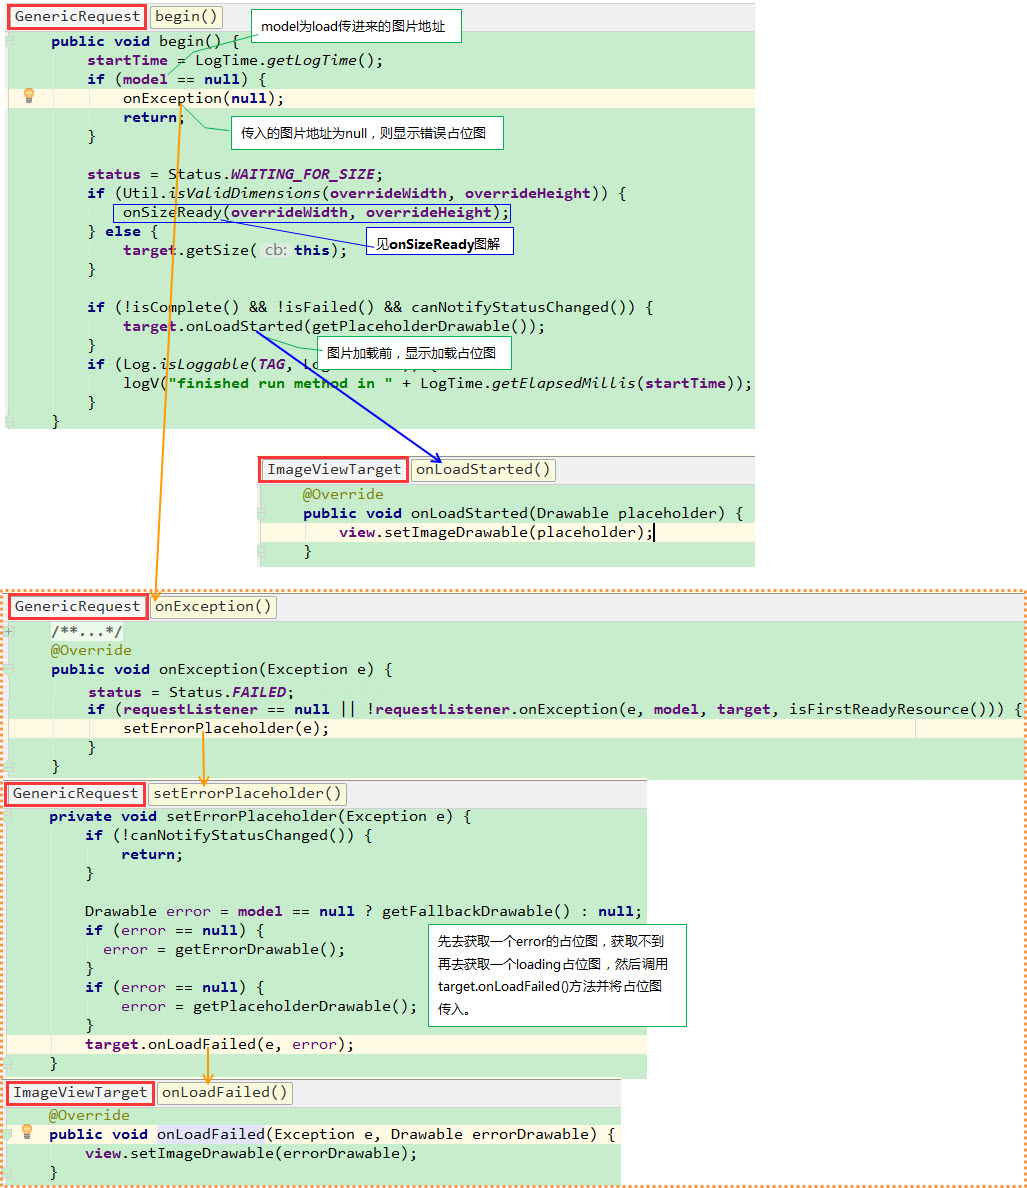 GenericRequest begin()
model为load传进来的图片地址
public void begin() {
startTime = LogTime.getLogTime();
if (model == null) {
onException(null);
return;
}
传入的图片地址为null，则显示错误占位图
status = Status.WAITING_FOR_SIZE;
if (Util.isValidDimensions(overrideWidth, overrideHeight)) {
onSizeReady(overrideWidth, overrideHeight);
} else {
见onSizeReady图解
target.getSize( cb: this);
}
if (!isComplete() && !isFailed() && canNotifyStatusChanged()) {
target.onLoadStarted(getPlaceholderDrawable());
}
图片加载前，显示加载占位图
if (Log.isLoggable(TAG, L
logV("finished run method in " + LogTime.getElapsedMillis(startTime));
}
}
ImageViewTarget onLoadStarted()
@Override
public void onLoadStarted(Drawable placeholder) {
view.setImageDrawable(placeholder);
}
GenericRequest onException()
/**...*/
@Override
public void onException(Exception e) {
status = Status.FAILED;
if (requestListener == null || !requestListener.onException(e, model, target, isFirstReadyResource())) {
setErrorPlaceholder(e);
}
}
GenericRequest setErrorPlaceholder()
private void setErrorPlaceholder(Exception e) {
if (!canNotifyStatusChanged()) {
return;
}
Drawable error = model == null ? getFallbackDrawable() : null;
if (error == null) {
error = getErrorDrawable();
}
if (error == null) {
error = getPlaceholderDrawable();
}
target.onLoadFailed(e, error);
}
先去获取一个error的占位图，获取不到
再去获取一个loading占位图，然后调用
target.onLoadFailed()方法并将占位图
传入。
ImageViewTarget onLoadFailed()
@Override
public void onLoadFailed(Exception e, Drawable errorDrawable) {
view.setImageDrawable(errorDrawable);
}